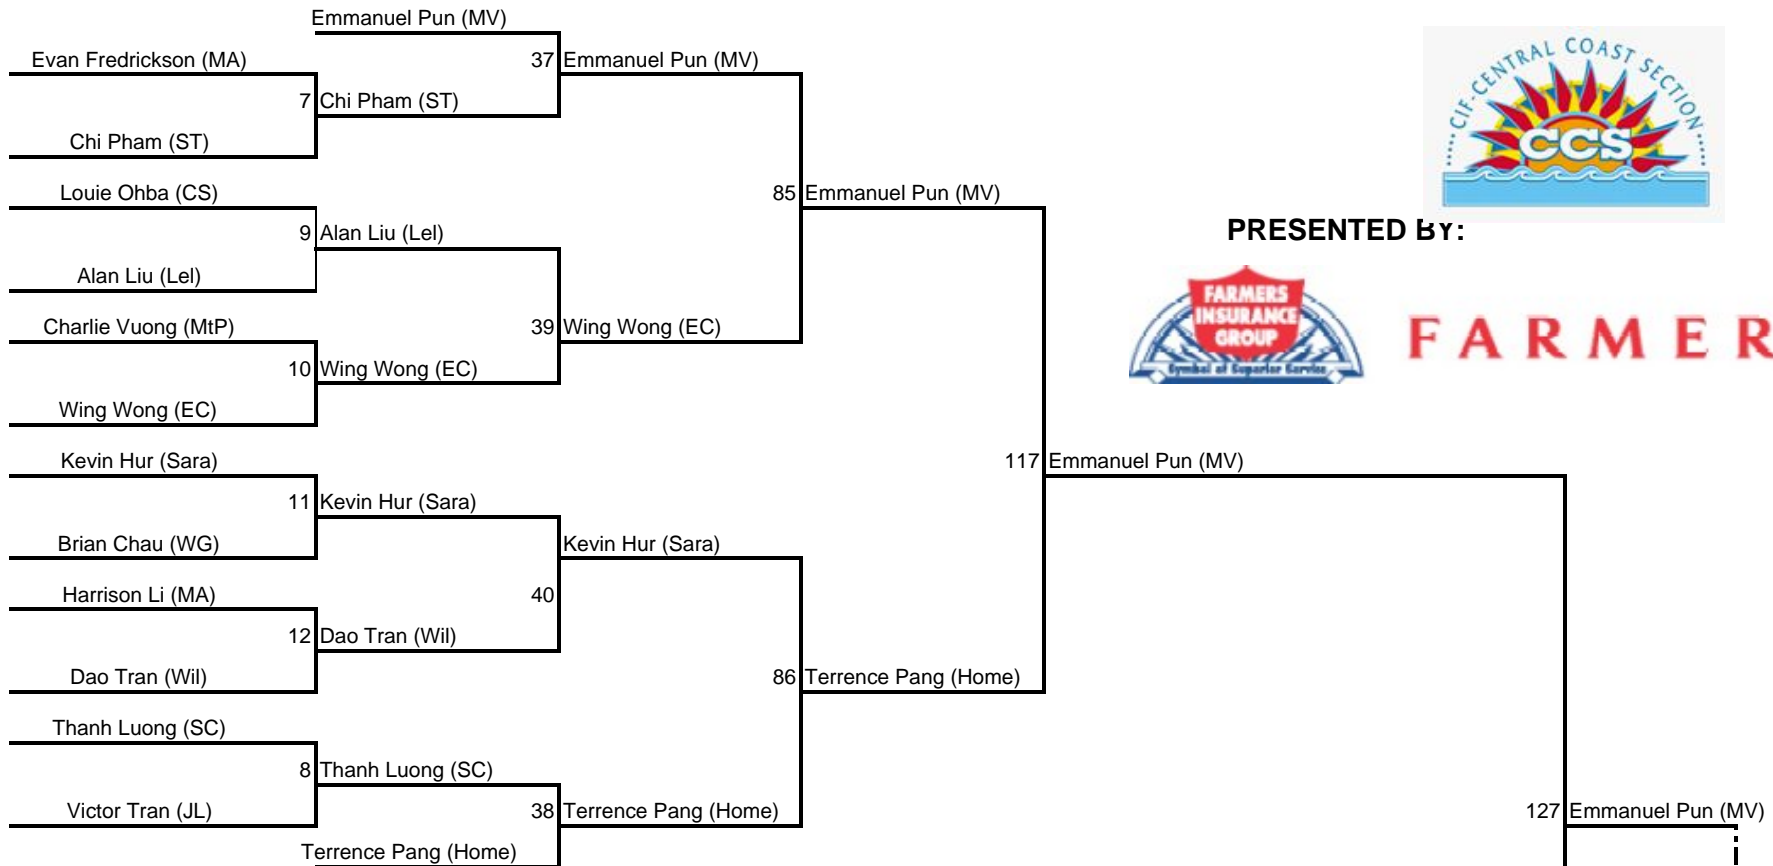 Emmanuel Pun (MV)
Evan Fredrickson (MA)
37 Emmanuel Pun (MV)
7 Chi Pham (ST)
Chi Pham (ST)
Louie Ohba (CS)
85 Emmanuel Pun (MV)
9 Alan Liu (Lel)
Alan Liu (Lel)
Charlie Vuong (MtP)
39 Wing Wong (EC)
10 Wing Wong (EC)
Wing Wong (EC)
CIF-CENTRAL COAST SECTION
CCS
PRESENTED BY:
FARMERS
INSURANCE
GROUP
Symbol of Superior Service
FARMER
Kevin Hur (Sara)
117 Emmanuel Pun (MV)
11 Kevin Hur (Sara)
Brian Chau (WG)
Kevin Hur (Sara)
Harrison Li (MA)
40
12 Dao Tran (Wil)
Dao Tran (Wil)
86 Terrence Pang (Home)
Thanh Luong (SC)
8 Thanh Luong (SC)
Victor Tran (JL)
38 Terrence Pang (Home)
127 Emmanuel Pun (MV)
Terrence Pang (Home)